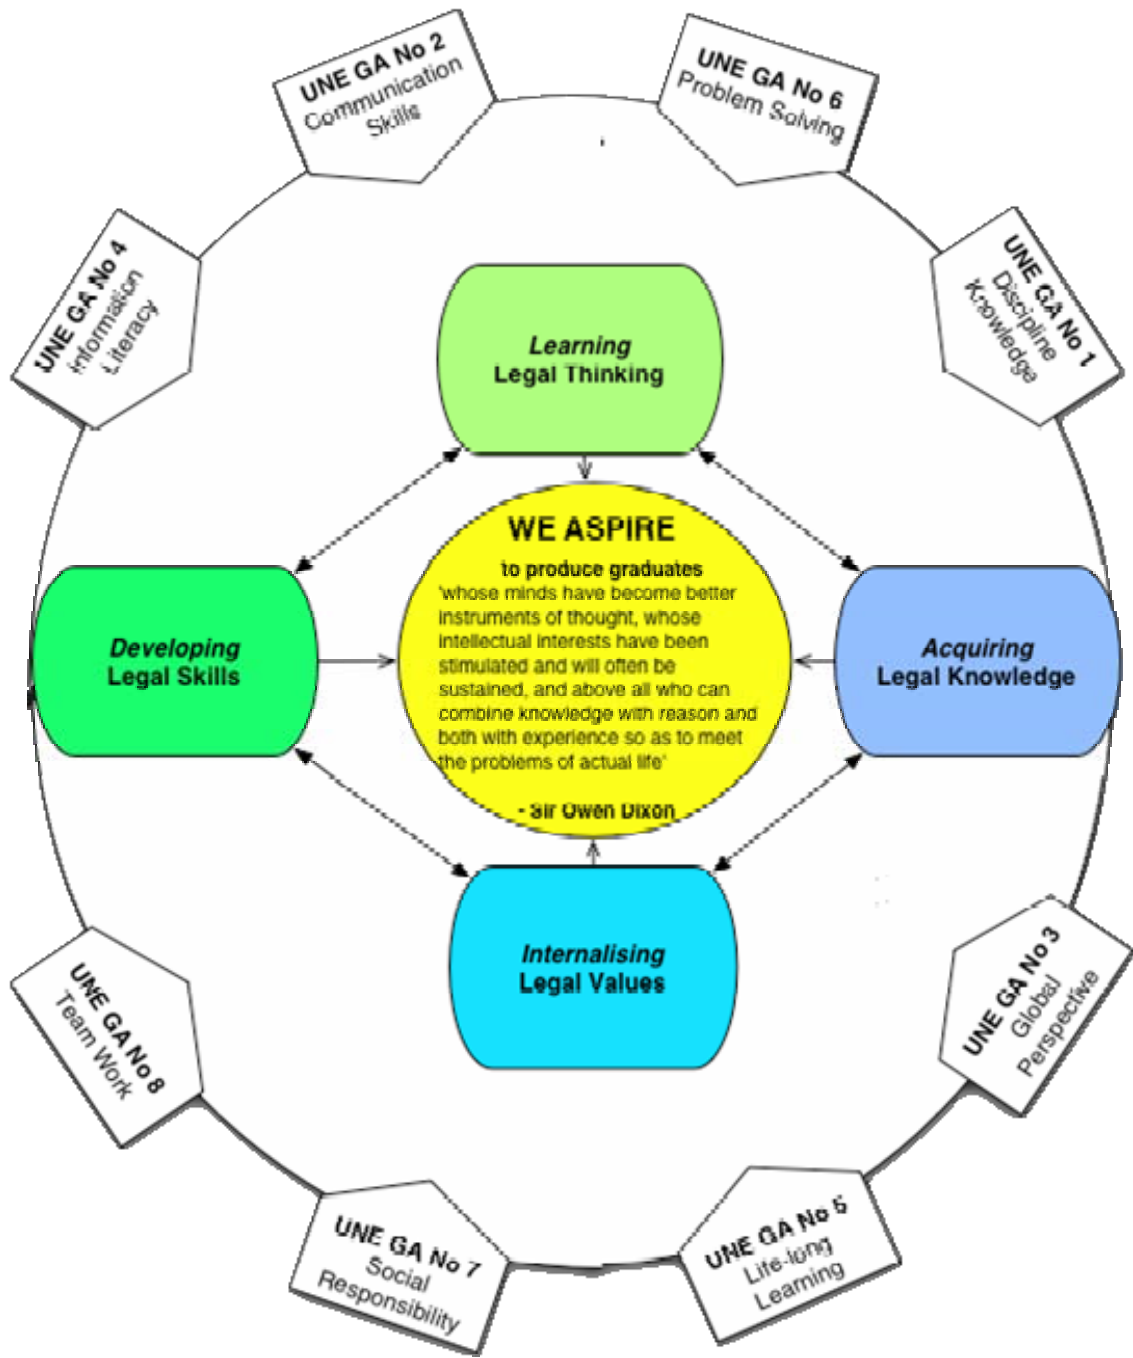 UNE GA No 2
Communication
Skills
UNE GA No 6
Problem Solving
UNE GA No 4
Information
Literacy
UNE GA No 1
Discipline
Knowledge
Learning
Legal Thinking
WE ASPIRE
to produce graduates
'whose minds have become better
instruments of thought, whose
intellectual interests have been
stimulated and will often be
sustained, and above all who can
combine knowledge with reason and
both with experience so as to meet
the problems of actual life'
- Sir Owen Dixon
Developing
Legal Skills
Acquiring
Legal Knowledge
Internalising
Legal Values
UNE GA No 8
Team Work
UNE GA No 3
Global
Perspective
UNE GA No 7
Social
Responsibility
UNE GA No 5
Life-long
Learning